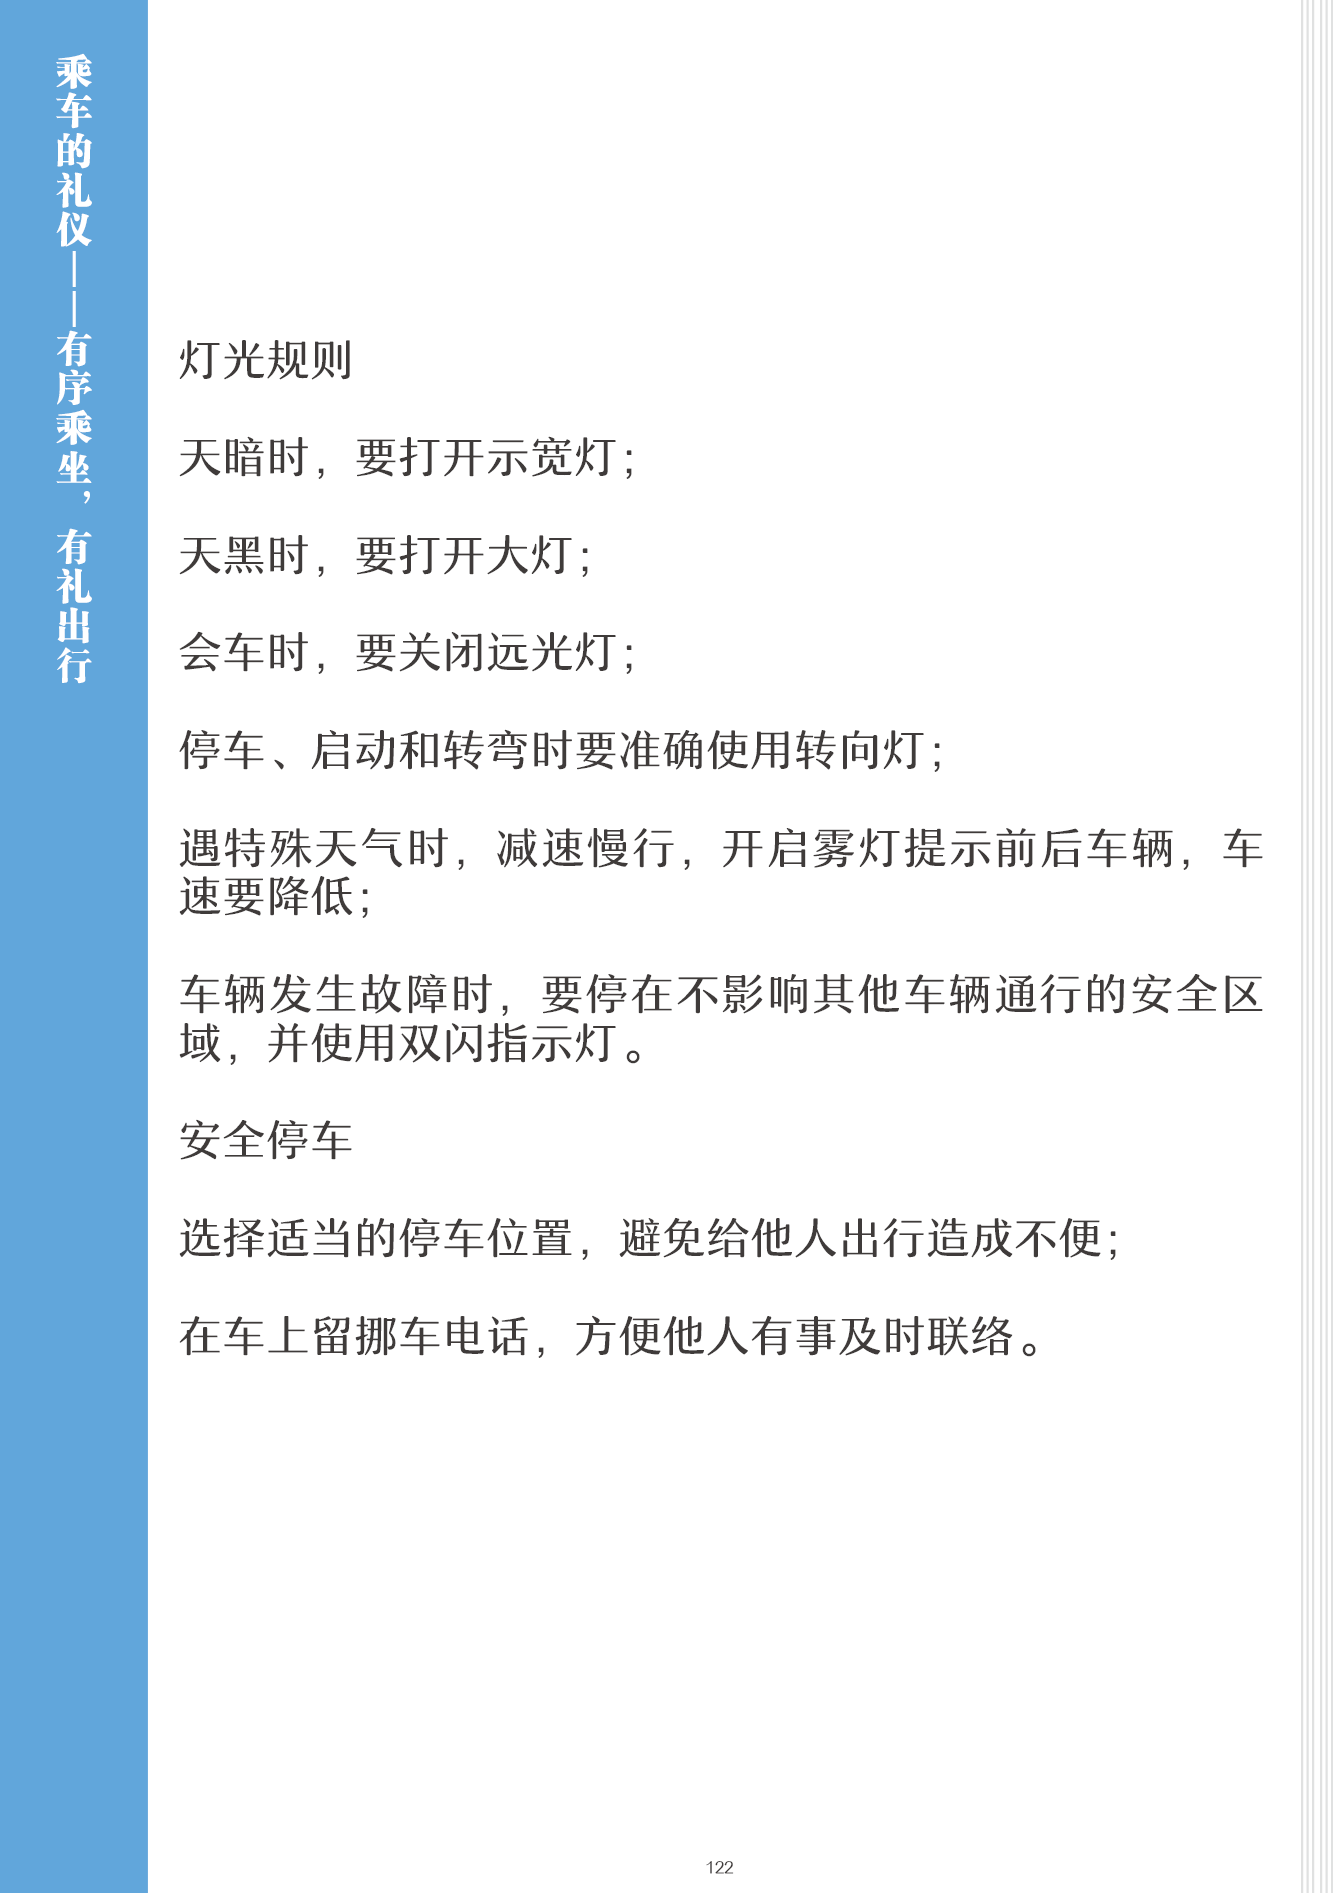 乘车的礼仪——有序乘坐，有礼出行
灯光规则
天暗时，要打开示宽灯；
天黑时，要打开大灯；
会车时，要关闭远光灯；
停车、启动和转弯时要准确使用转向灯；
遇特殊天气时，减速慢行，开启雾灯提示前后车辆，车
速要降低；
车辆发生故障时，要停在不影响其他车辆通行的安全区
域，并使用双闪指示灯。
安全停车
选择适当的停车位置，避免给他人出行造成不便；
在车上留挪车电话，方便他人有事及时联络。
122